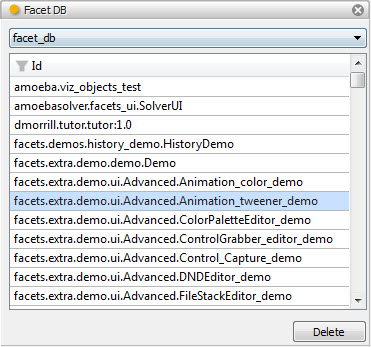 Facet DB
facet_db
Id
amoeba.viz_objects_test
amoebasolver.facets_ui.SolverUI
dmorrill.tutor.tutor:1.0
facets.demos.history_demo.HistoryDemo
facets.extra.demo.demo.Demo
facets.extra.demo.ui.Advanced.Animation_color_demo
facets.extra.demo.ui.Advanced.Animation_tweener_demo
facets.extra.demo.ui.Advanced.ColorPaletteEditor_demo
facets.extra.demo.ui.Advanced.ControlGrabber_editor_demo
facets.extra.demo.ui.Advanced.Control_Capture_demo
facets.extra.demo.ui.Advanced.DNDEditor_demo
facets.extra.demo.ui.Advanced.FileStackEditor_demo
Delete